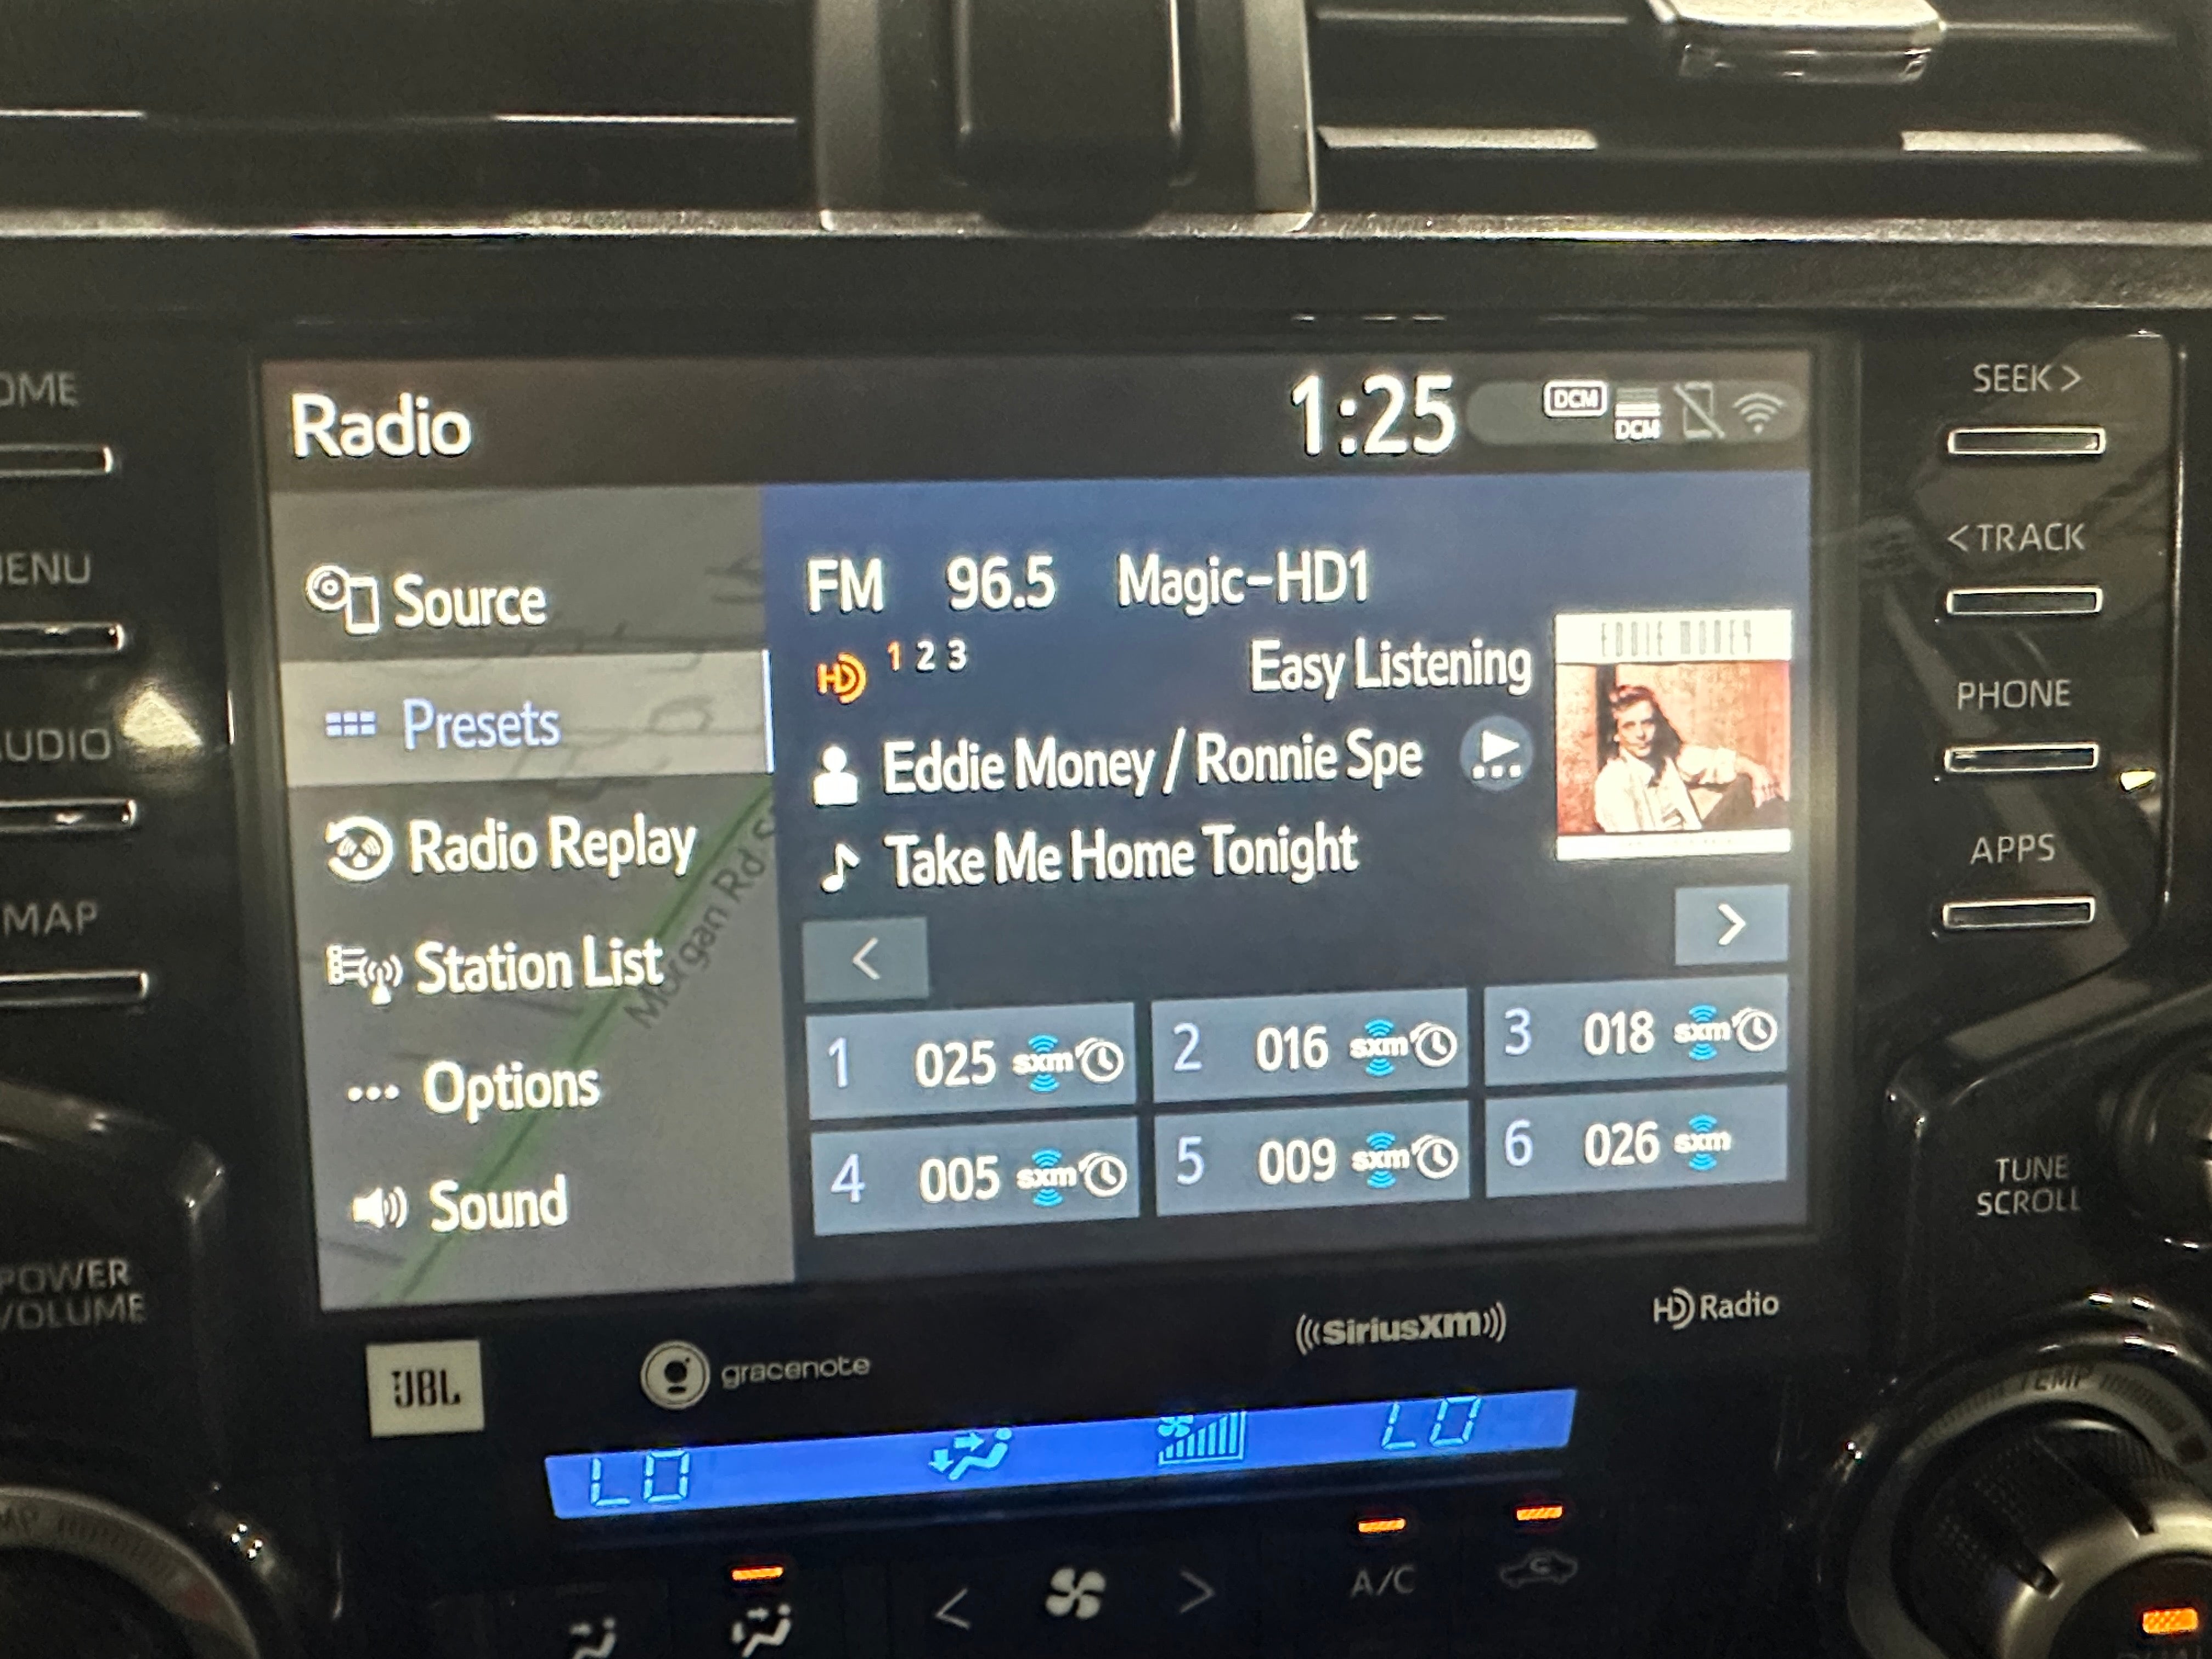 Radio
1:25
DCM
DCM
SEEK >
< TRACK
PHONE
APPS
TUNE
SCROLL
MAP
POWER
VOLUME
Source
Presets
Radio Replay
Station List
Options
Sound
Morgan Rd
FM 96.5 Magic-HD1
HD 1 2 3
Easy Listening
EDDIE MONEY
Eddie Money / Ronnie Spe
Take Me Home Tonight
<
>
1 025 sxm
2 016 sxm
3 018 sxm
4 005 sxm
5 009 sxm
6 026 sxm
JBL
gracenote
(((SiriusXM)))
HD Radio
LO
LO
TEMP
< >
A/C